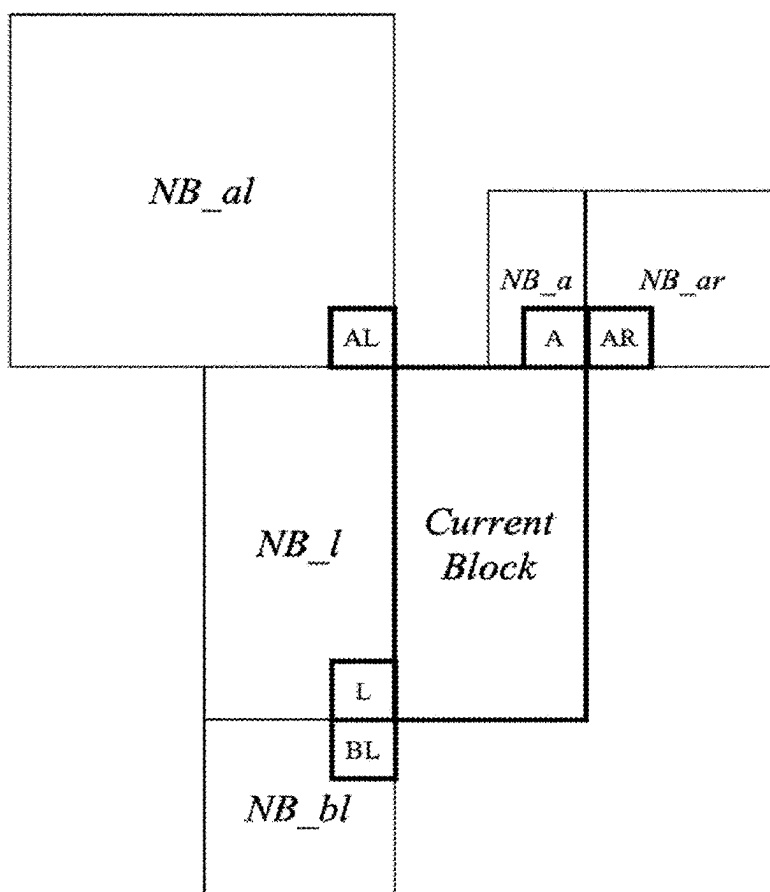 NB_al
NB_a
NB_ar
AL
A
AR
NB_l
Current
Block
L
BL
NB_bl